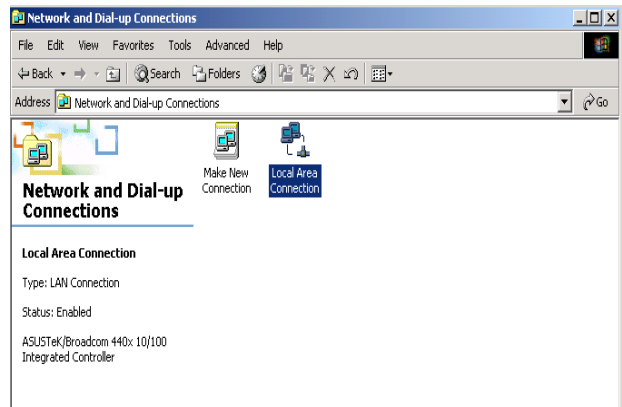 Network and Dial-up Connections
File Edit View Favorites Tools Advanced Help
Back Search Folders
Address Network and Dial-up Connections Go
Make New Connection
Local Area Connection
Network and Dial-up
Connections
Local Area Connection
Type: LAN Connection
Status: Enabled
ASUSTeK/Broadcom 440x 10/100
Integrated Controller